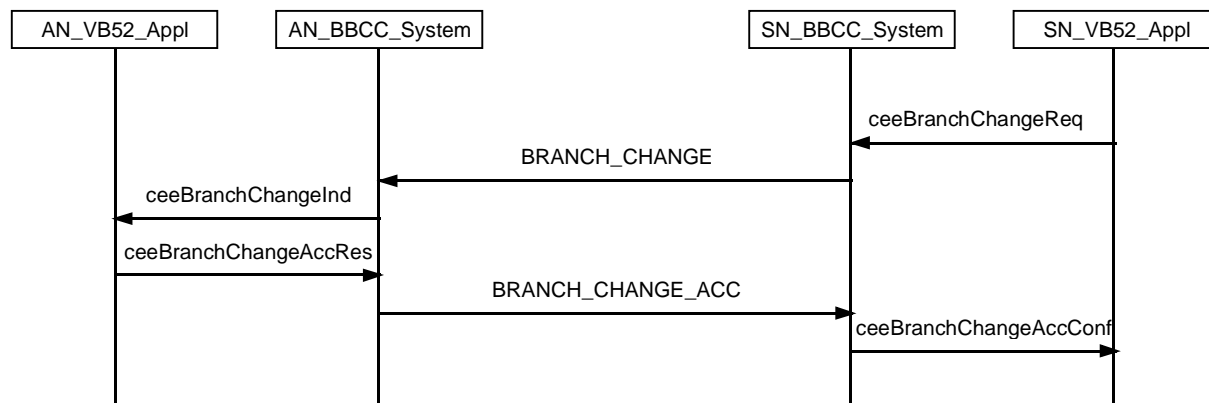 AN_VB52_Appl
AN_BBCC_System
SN_BBCC_System
SN_VB52_Appl
ceeBranchChangeReq
BRANCH_CHANGE
ceeBranchChangeInd
ceeBranchChangeAccRes
BRANCH_CHANGE_ACC
ceeBranchChangeAccConf